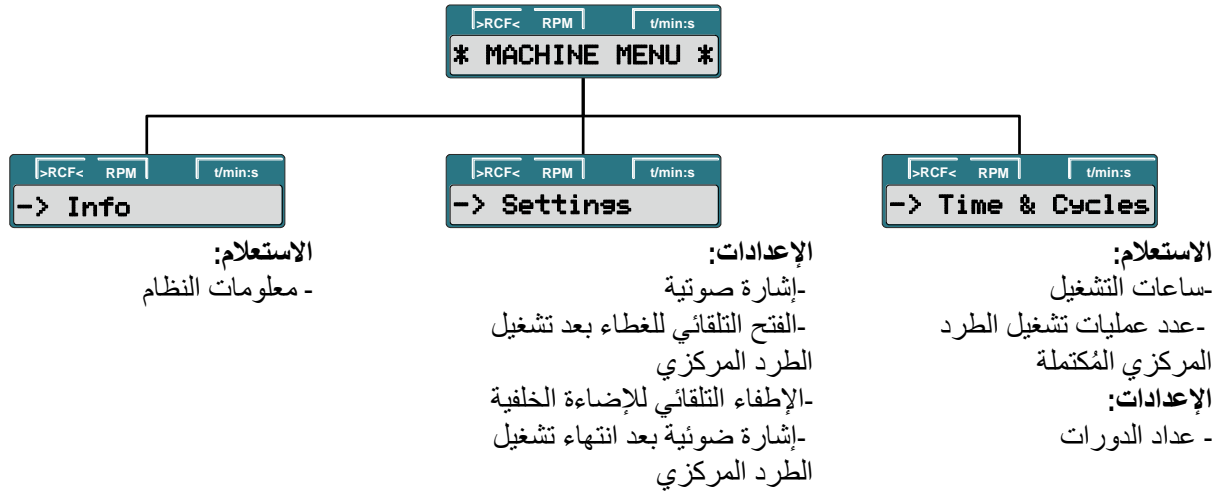 >RCF< RPM t/min:s
* MACHINE MENU *
>RCF< RPM t/min:s
-> Info
الاستعلام:
- معلومات النظام
>RCF< RPM t/min:s
-> Settings
الإعدادات:
-إشارة صوتية
-الفتح التلقائي للغطاء بعد تشغيل
الطرد المركزي
-الإطفاء التلقائي للإضاءة الخلفية
-إشارة ضوئية بعد انتهاء تشغيل
الطرد المركزي
>RCF< RPM t/min:s
-> Time & Cycles
الاستعلام:
-ساعات التشغيل
-عدد عمليات تشغيل الطرد
المركزي المُكتملة
الإعدادات:
- عداد الدورات